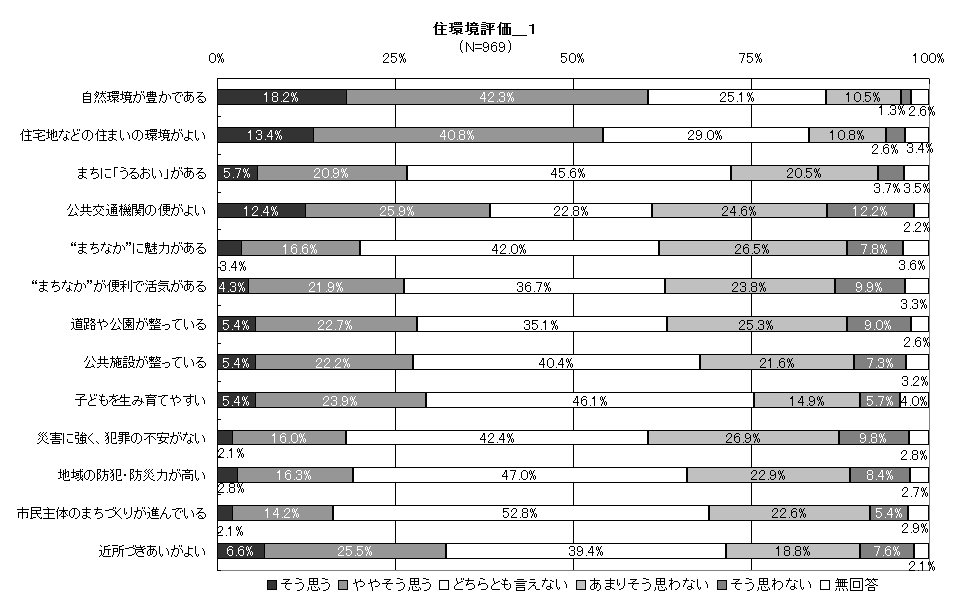 住環境評価__1
(N=969)
0% 25% 50% 75% 100%
自然環境が豊かである 18.2% 42.3% 25.1% 10.5% 1.3% 2.6%
住宅地などの住まいの環境がよい 13.4% 40.8% 29.0% 10.8% 2.6% 3.4%
まちに「うるおい」がある 5.7% 20.9% 45.6% 20.5% 3.7% 3.5%
公共交通機関の便がよい 12.4% 25.9% 22.8% 24.6% 12.2% 2.2%
“まちなか”に魅力がある 3.4% 16.6% 42.0% 26.5% 7.8% 3.6%
“まちなか”が便利で活気がある 4.3% 21.9% 36.7% 23.8% 9.9% 3.3%
道路や公園が整っている 5.4% 22.7% 35.1% 25.3% 9.0% 2.6%
公共施設が整っている 5.4% 22.2% 40.4% 21.6% 7.3% 3.2%
子どもを生み育てやすい 5.4% 23.9% 46.1% 14.9% 5.7% 4.0%
災害に強く、犯罪の不安がない 2.1% 16.0% 42.4% 26.9% 9.8% 2.8%
地域の防犯・防災力が高い 2.8% 16.3% 47.0% 22.9% 8.4% 2.7%
市民主体のまちづくりが進んでいる 2.1% 14.2% 52.8% 22.6% 5.4% 2.9%
近所づきあいがよい 6.6% 25.5% 39.4% 18.8% 7.6% 2.1%
そう思う ややそう思う どちらとも言えない あまりそう思わない そう思わない 無回答